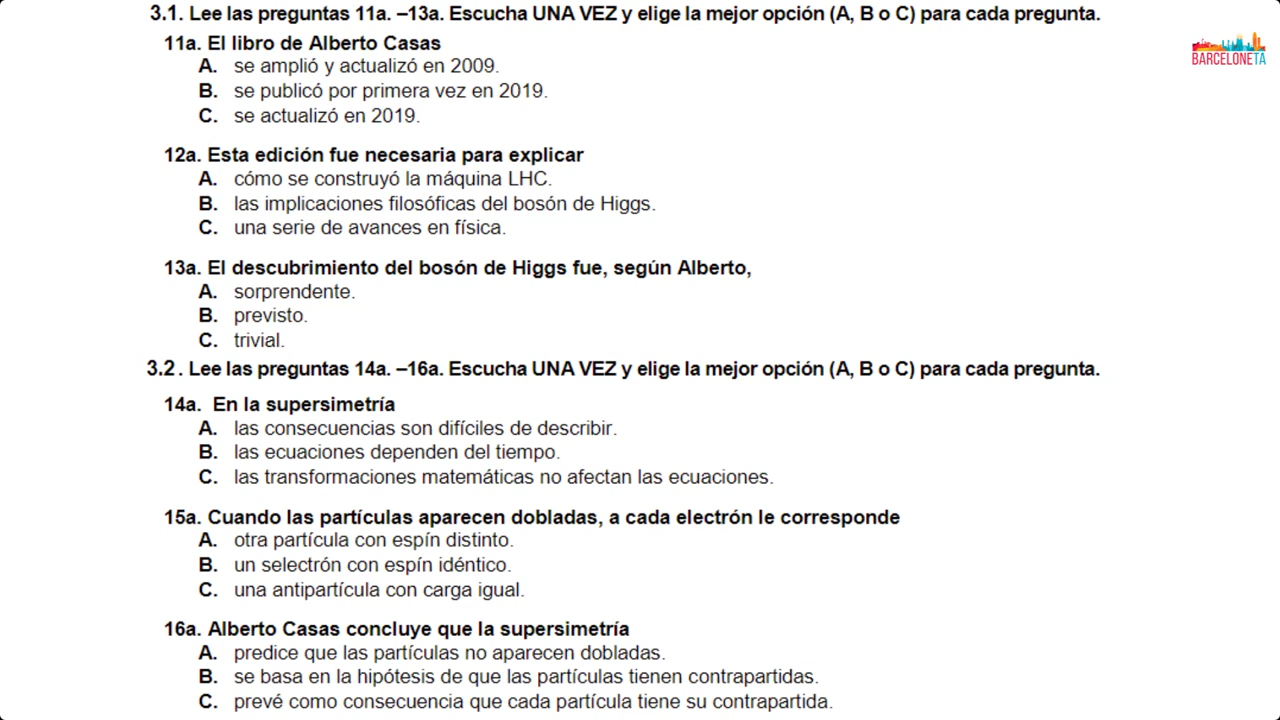 3.1. Lee las preguntas 11a. –13a. Escucha UNA VEZ y elige la mejor opción (A, B o C) para cada pregunta.
BARCELONETA
11a. El libro de Alberto Casas
A. se amplió y actualizó en 2009.
B. se publicó por primera vez en 2019.
C. se actualizó en 2019.
12a. Esta edición fue necesaria para explicar
A. cómo se construyó la máquina LHC.
B. las implicaciones filosóficas del bosón de Higgs.
C. una serie de avances en física.
13a. El descubrimiento del bosón de Higgs fue, según Alberto,
A. sorprendente.
B. previsto.
C. trivial.
3.2. Lee las preguntas 14a. –16a. Escucha UNA VEZ y elige la mejor opción (A, B o C) para cada pregunta.
14a. En la supersimetría
A. las consecuencias son difíciles de describir.
B. las ecuaciones dependen del tiempo.
C. las transformaciones matemáticas no afectan las ecuaciones.
15a. Cuando las partículas aparecen dobladas, a cada electrón le corresponde
A. otra partícula con espín distinto.
B. un selectrón con espín idéntico.
C. una antipartícula con carga igual.
16a. Alberto Casas concluye que la supersimetría
A. predice que las partículas no aparecen dobladas.
B. se basa en la hipótesis de que las partículas tienen contrapartidas.
C. prevé como consecuencia que cada partícula tiene su contrapartida.